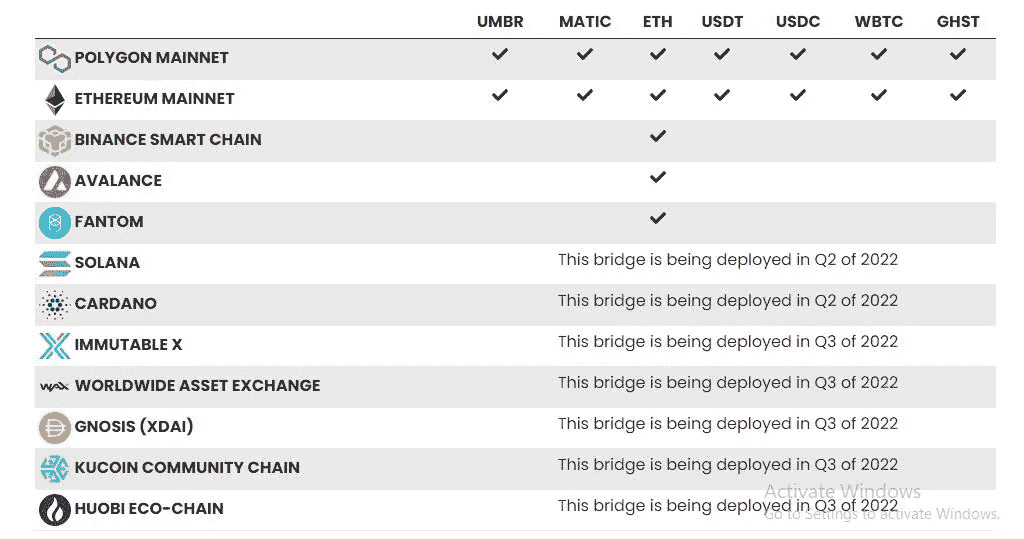 UMBR MATIC ETH USDT USDC WBTC GHST
POLYGON MAINNET ✓ ✓ ✓ ✓ ✓ ✓ ✓
ETHEREUM MAINNET ✓ ✓ ✓ ✓ ✓ ✓ ✓
BINANCE SMART CHAIN ✓
AVALANCE ✓
FANTOM ✓
SOLANA This bridge is being deployed in Q2 of 2022
CARDANO This bridge is being deployed in Q2 of 2022
IMMUTABLE X This bridge is being deployed in Q3 of 2022
WAX WORLDWIDE ASSET EXCHANGE This bridge is being deployed in Q3 of 2022
GNOSIS (XDAI) This bridge is being deployed in Q3 of 2022
KUCOIN COMMUNITY CHAIN This bridge is being deployed in Q3 of 2022
Activate Windows
HUOBI ECO-CHAIN This bridge is being deployed in Q3 of 2022
Go to Settings to activate Windows.